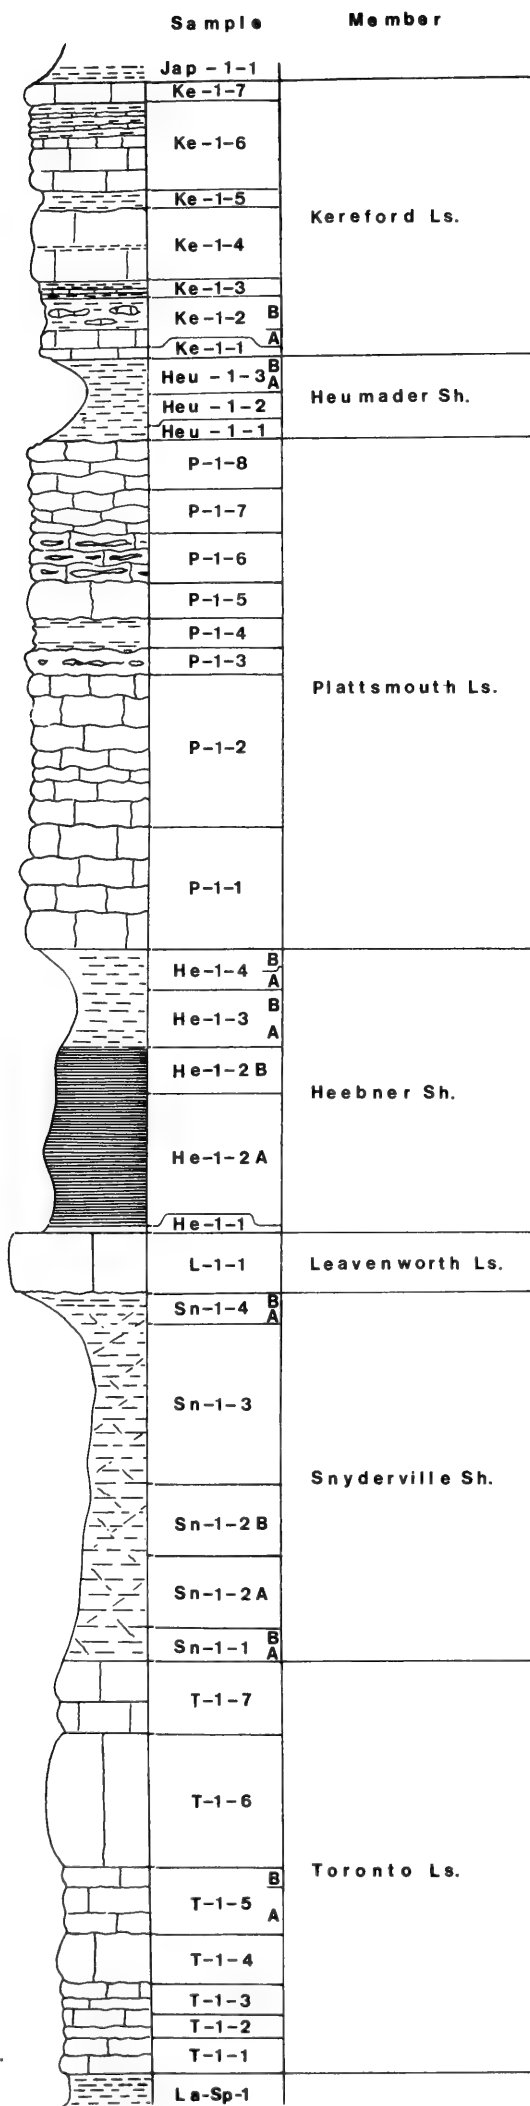 Sample Member
Jap-1-1
Ke-1-7
Ke-1-6
Ke-1-5
Kereford Ls.
Ke-1-4
Ke-1-3
Ke-1-2 B
A
Ke-1-1
Heu-1-3 B
A
Heumader Sh.
Heu-1-2
Heu-1-1
P-1-8
P-1-7
P-1-6
P-1-5
P-1-4
P-1-3
Plattsmouth Ls.
P-1-2
P-1-1
He-1-4 B
A
He-1-3 B
A
He-1-2B
Heebner Sh.
He-1-2A
He-1-1
L-1-1 Leavenworth Ls.
Sn-1-4 B
A
Sn-1-3
Snyderville Sh.
Sn-1-2B
Sn-1-2A
Sn-1-1 B
A
T-1-7
T-1-6
Toronto Ls.
B
T-1-5
A
T-1-4
T-1-3
T-1-2
T-1-1
La-Sp-1